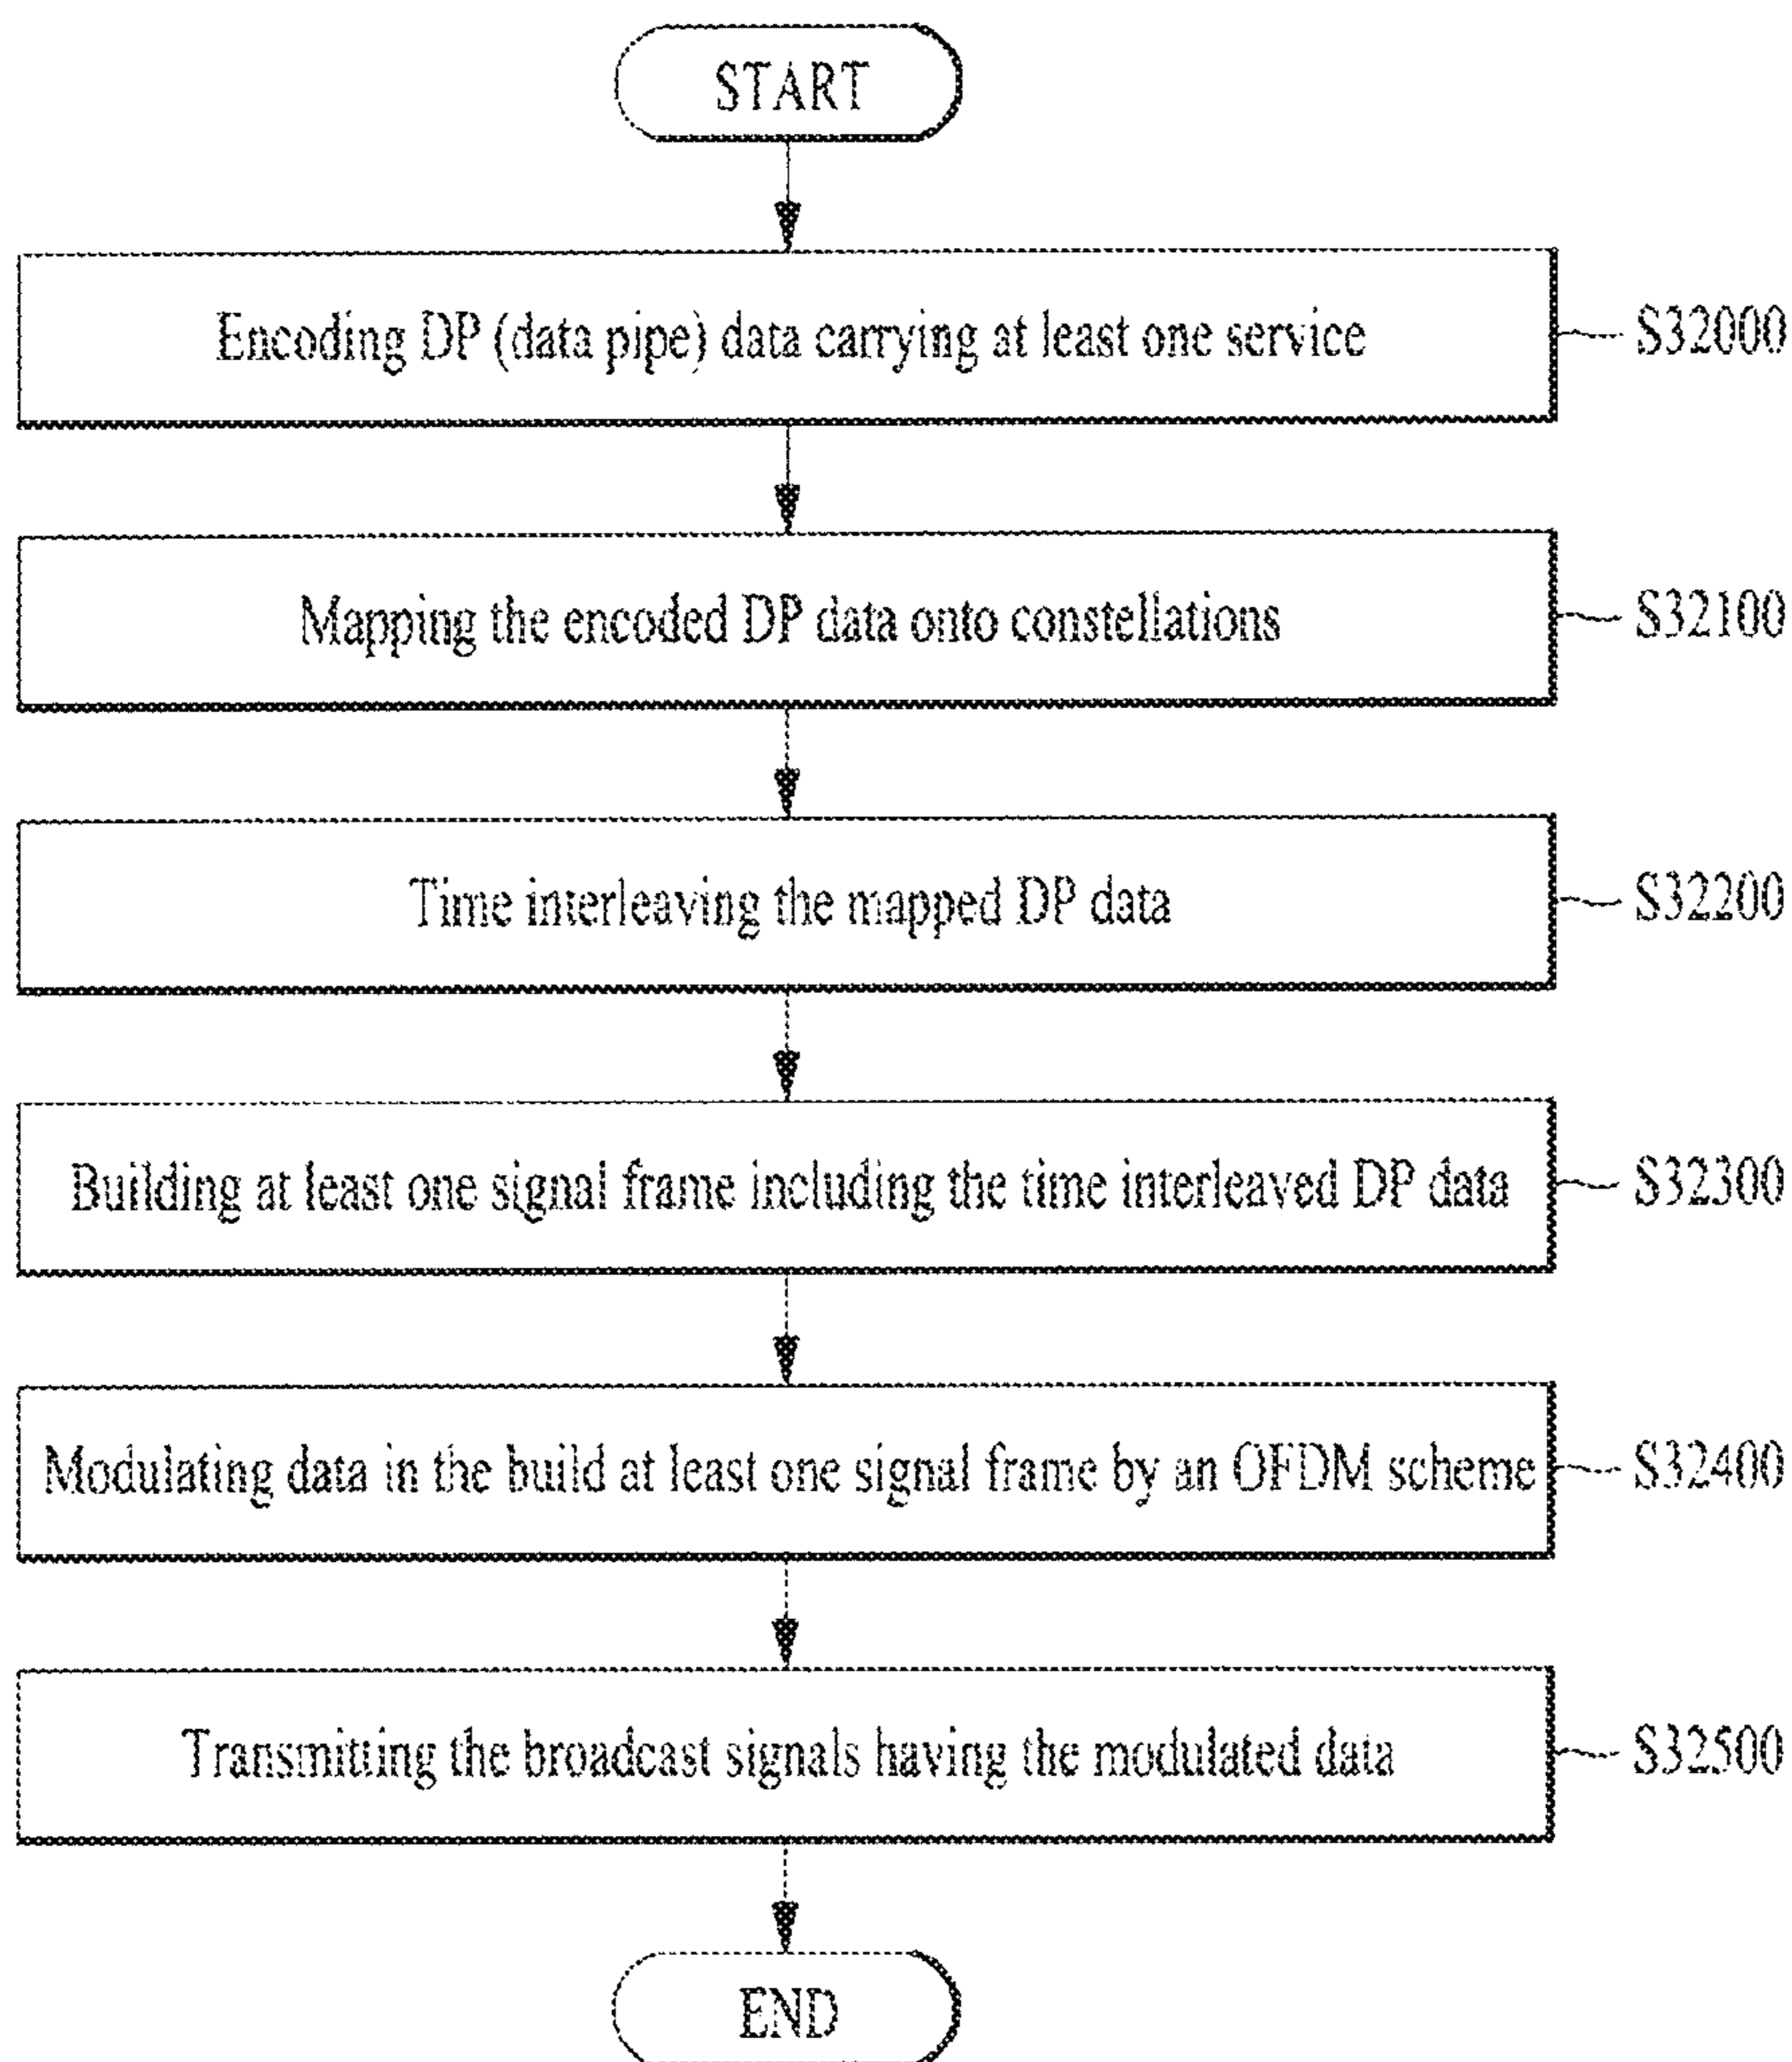 START
Encoding DP (data pipe) data carrying at least one service
S32000
Mapping the encoded DP data onto constellations
S32100
Time interleaving the mapped DP data
S32200
Building at least one signal frame including the time interleaved DP data
S32300
Modulating data in the build at least one signal frame by an OFDM scheme
S32400
Transmitting the broadcast signals having the modulated data
S32500
END